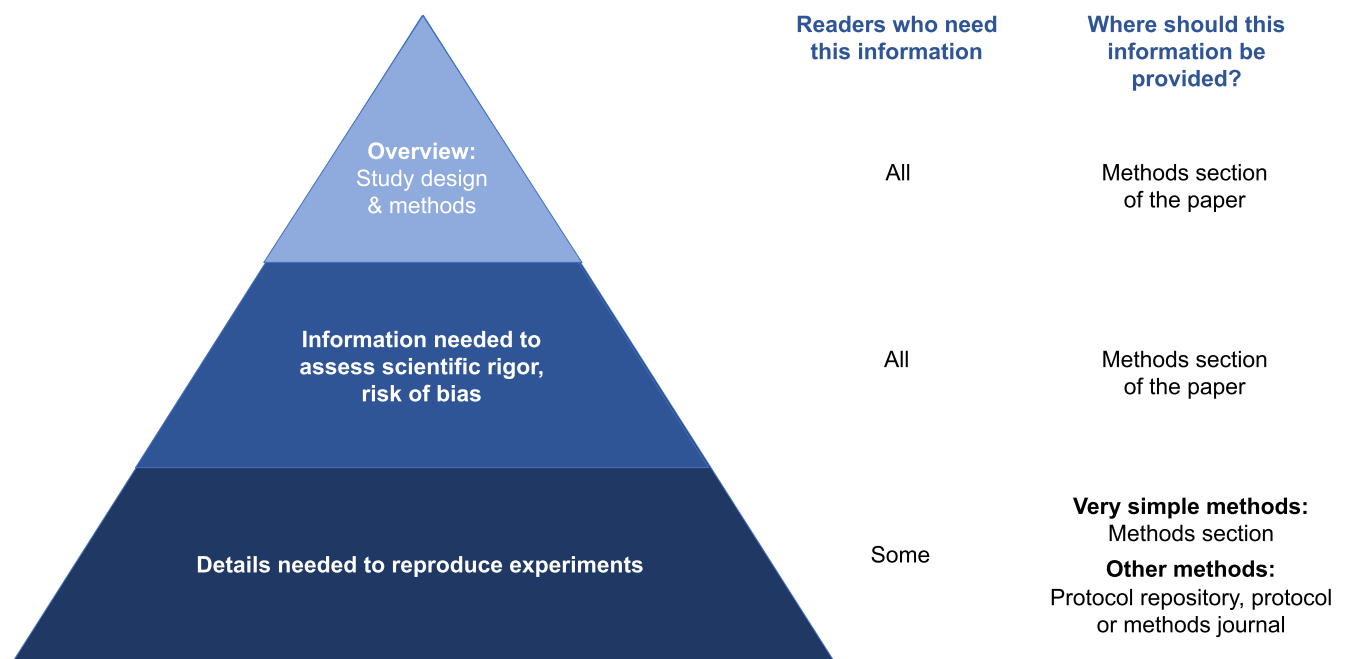 Readers who need
this information
Where should this
information be
provided?
Overview:
Study design
& methods
All
Methods section
of the paper
Information needed to
assess scientific rigor,
risk of bias
All
Methods section
of the paper
Details needed to reproduce experiments
Some
Very simple methods:
Methods section
Other methods:
Protocol repository, protocol
or methods journal